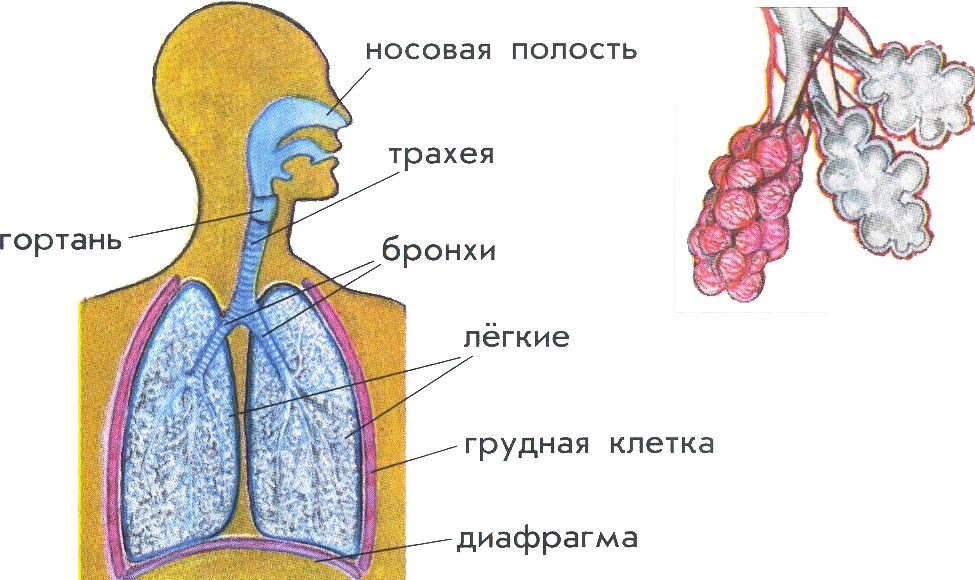 носовая полость
трахея
гортань
бронхи
лёгкие
грудная клетка
диафрагма